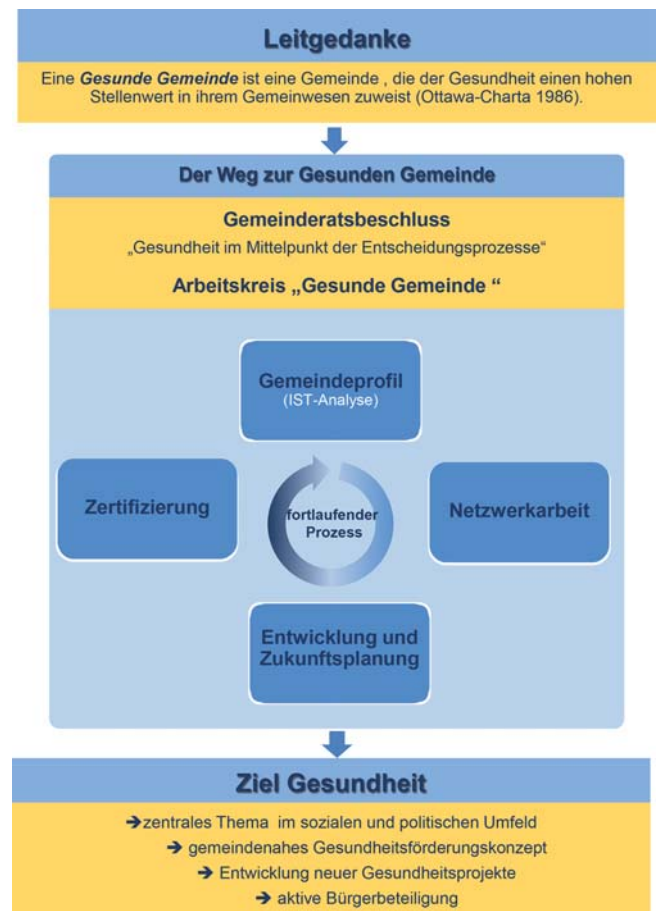 Leitgedanke
Eine Gesunde Gemeinde ist eine Gemeinde , die der Gesundheit einen hohen
Stellenwert in ihrem Gemeinwesen zuweist (Ottawa-Charta 1986).
Der Weg zur Gesunden Gemeinde
Gemeinderatsbeschluss
„Gesundheit im Mittelpunkt der Entscheidungsprozesse“
Arbeitskreis „Gesunde Gemeinde “
Gemeindeprofil
(IST-Analyse)
Zertifizierung
fortlaufender
Prozess
Netzwerkarbeit
Entwicklung und
Zukunftsplanung
Ziel Gesundheit
➔zentrales Thema im sozialen und politischen Umfeld
➔ gemeindenahes Gesundheitsförderungskonzept
➔ Entwicklung neuer Gesundheitsprojekte
➔ aktive Bürgerbeteiligung